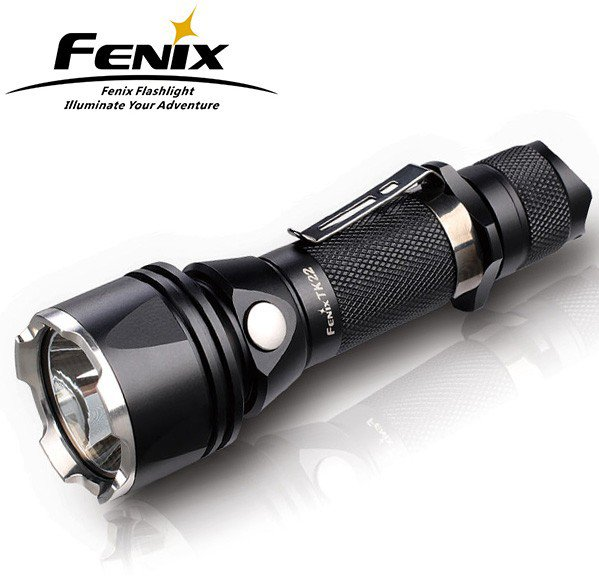 FENIX
Fenix Flashlight
Illuminate Your Adventure
FENIX TK22